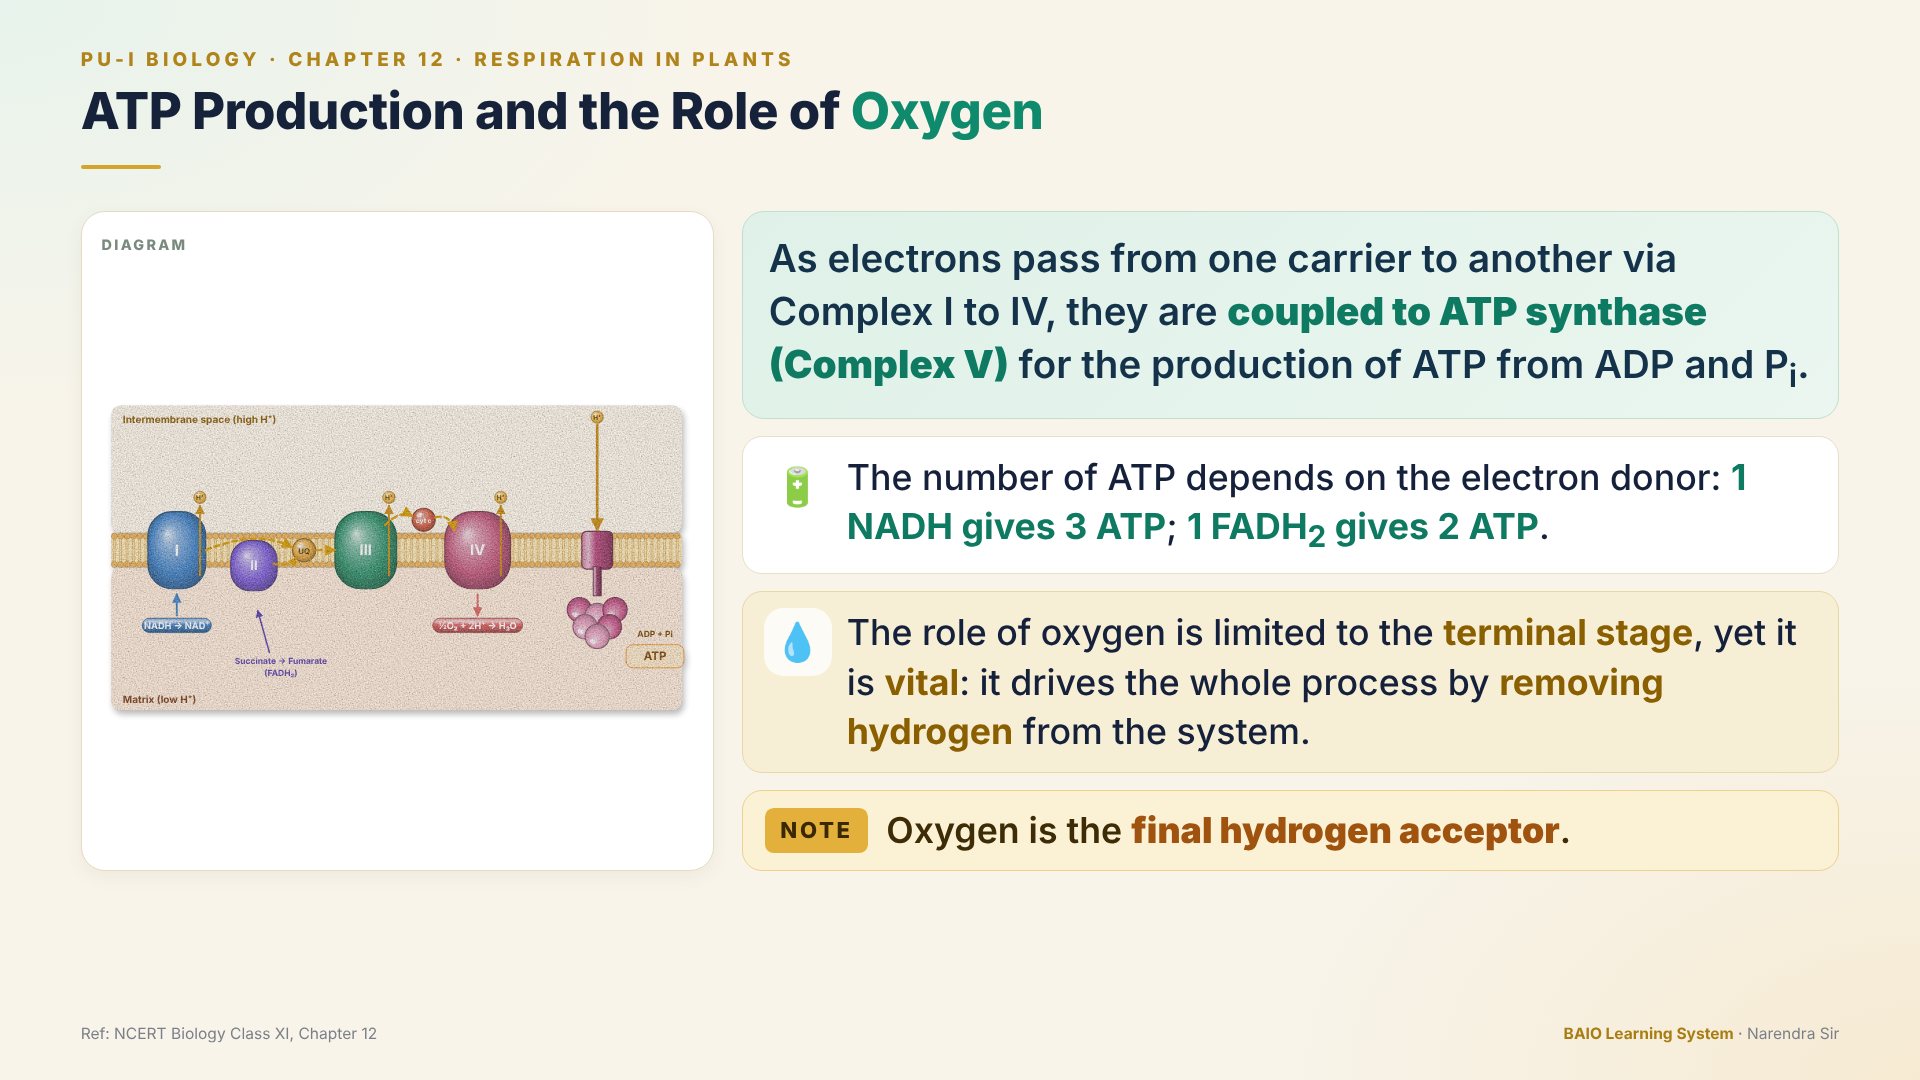 PU-I BIOLOGY · CHAPTER 12 · RESPIRATION IN PLANTS
ATP Production and the Role of Oxygen
DIAGRAM
Intermembrane space (high H⁺)
H⁺
H⁺
H⁺
H⁺
cyt c
I
II
UQ
III
IV
NADH → NAD⁺
½O₂ + 2H⁺ → H₂O
Succinate → Fumarate
(FADH₂)
ADP + Pi
ATP
Matrix (low H⁺)
As electrons pass from one carrier to another via
Complex I to IV, they are coupled to ATP synthase
(Complex V) for the production of ATP from ADP and Pᵢ.
The number of ATP depends on the electron donor: 1
NADH gives 3 ATP; 1 FADH₂ gives 2 ATP.
The role of oxygen is limited to the terminal stage, yet it
is vital: it drives the whole process by removing
hydrogen from the system.
NOTE
Oxygen is the final hydrogen acceptor.
Ref: NCERT Biology Class XI, Chapter 12
BAIO Learning System · Narendra Sir